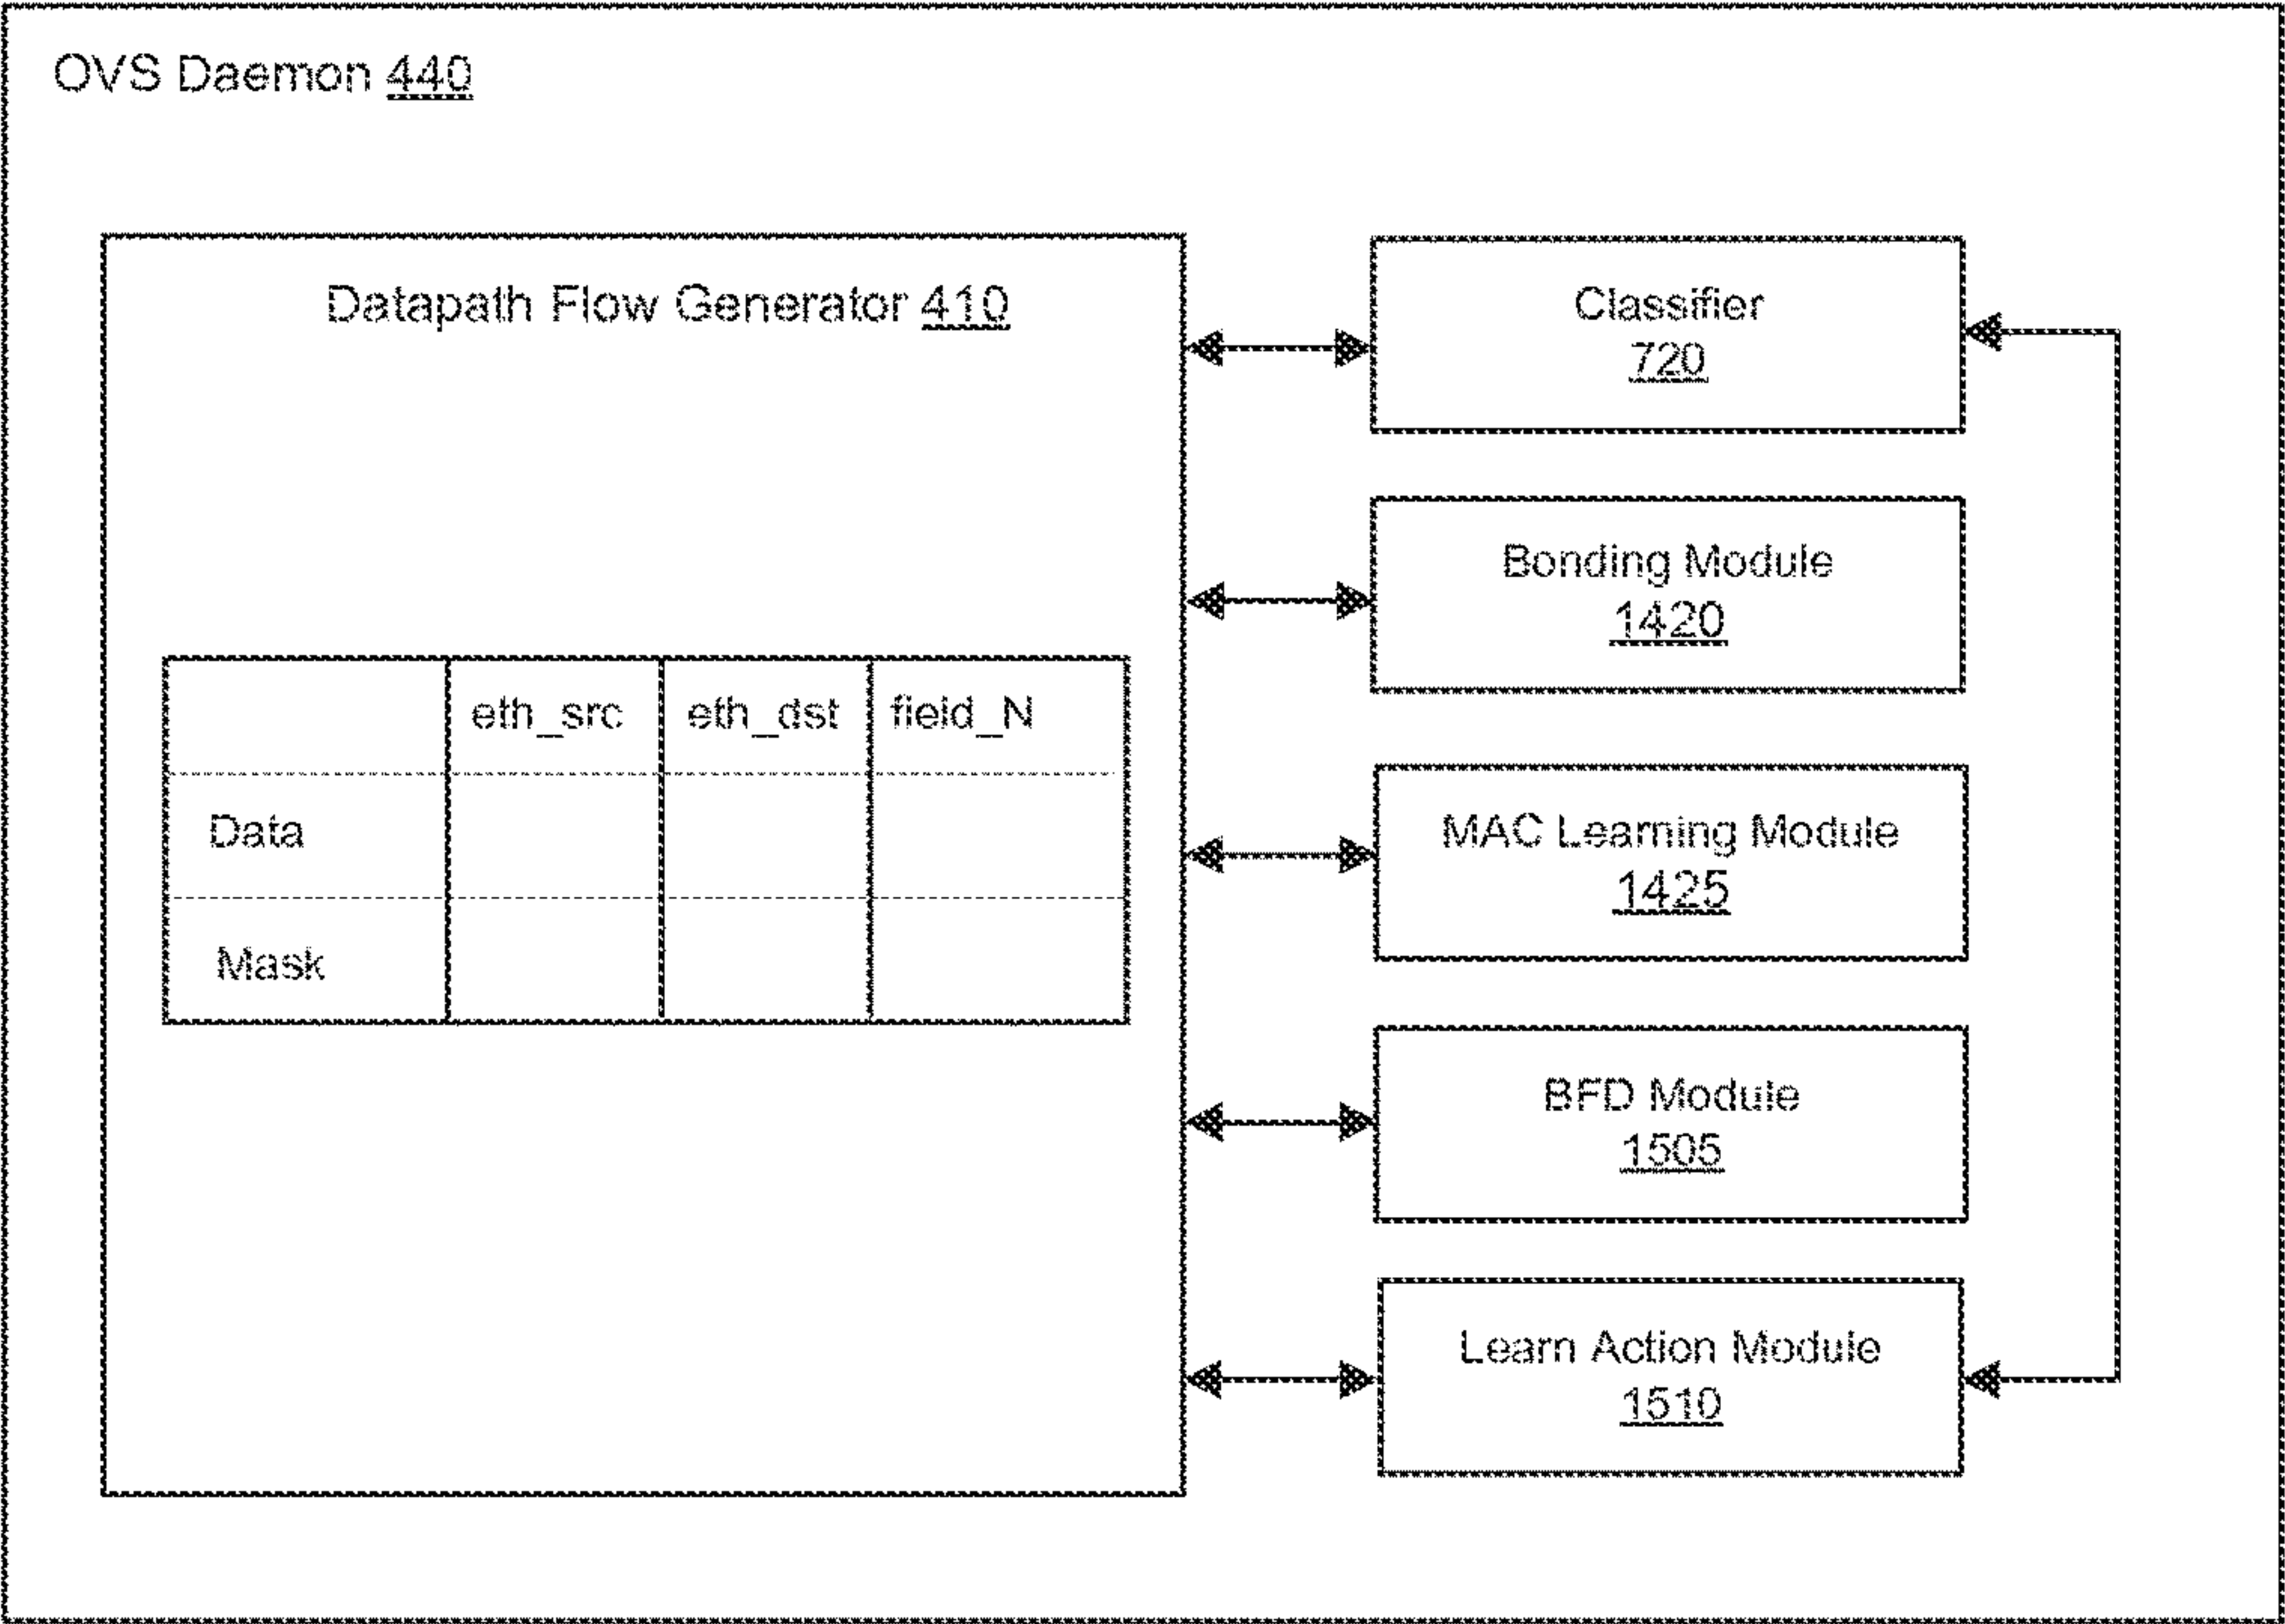 OVS Daemon 440
Datapath Flow Generator 410
eth_src eth_dst field_N
Data
Mask
Classifier
720
Bonding Module
1420
MAC Learning Module
1425
BFD Module
1505
Learn Action Module
1510